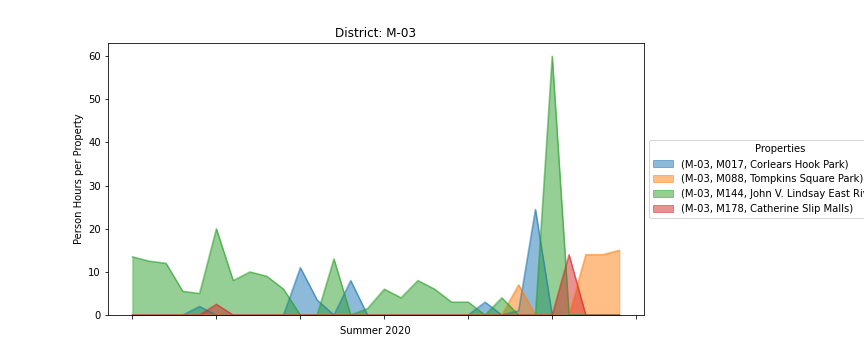 District: M-03
60
50
40
30
20
10
0
Person Hours per Property
Summer 2020
Properties
(M-03, M017, Corlears Hook Park)
(M-03, M088, Tompkins Square Park)
(M-03, M144, John V. Lindsay East
(M-03, M178, Catherine Slip Malls)